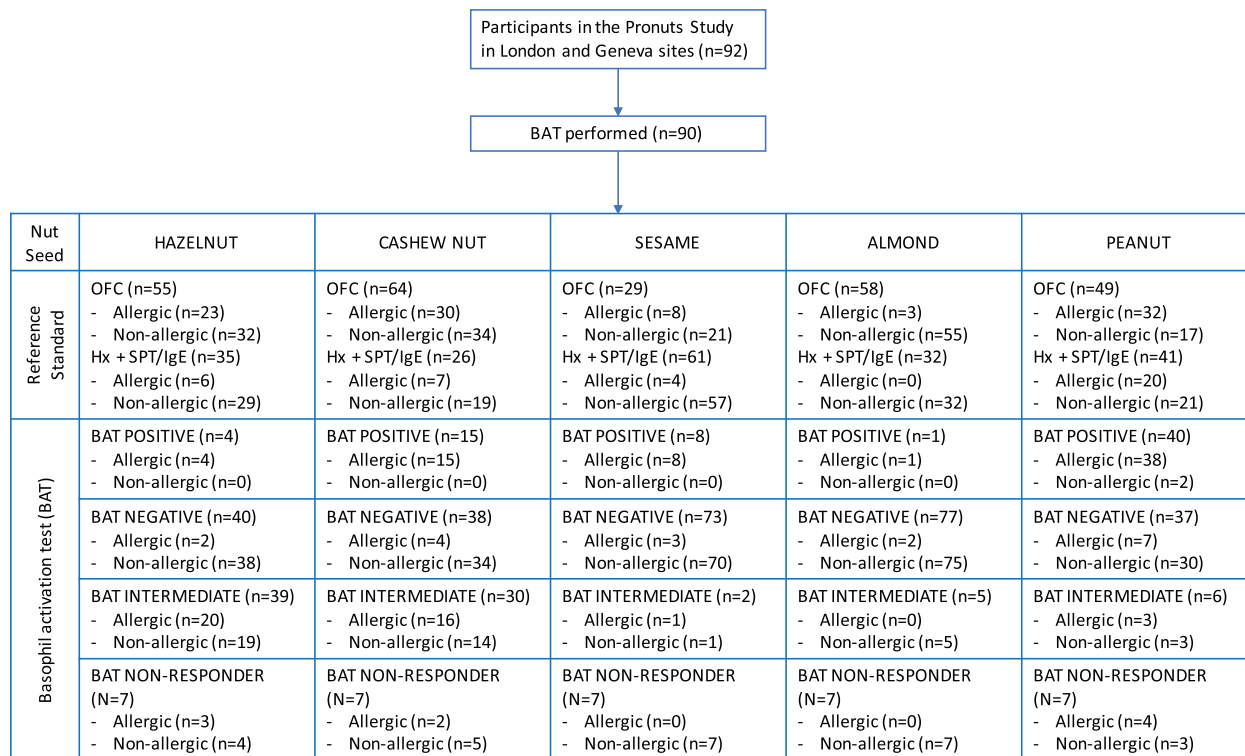 Participants in the Pronuts Study
in London and Geneva sites (n=92)
BAT performed (n=90)
Nut
Seed
HAZELNUT
CASHEW NUT
SESAME
ALMOND
PEANUT
Reference
Standard
OFC (n=55)
- Allergic (n=23)
- Non-allergic (n=32)
Hx + SPT/IgE (n=35)
- Allergic (n=6)
- Non-allergic (n=29)
OFC (n=64)
- Allergic (n=30)
- Non-allergic (n=34)
Hx + SPT/IgE (n=26)
- Allergic (n=7)
- Non-allergic (n=19)
OFC (n=29)
- Allergic (n=8)
- Non-allergic (n=21)
Hx + SPT/IgE (n=61)
- Allergic (n=4)
- Non-allergic (n=57)
OFC (n=58)
- Allergic (n=3)
- Non-allergic (n=55)
Hx + SPT/IgE (n=32)
- Allergic (n=0)
- Non-allergic (n=32)
OFC (n=49)
- Allergic (n=32)
- Non-allergic (n=17)
Hx + SPT/IgE (n=41)
- Allergic (n=20)
- Non-allergic (n=21)
Basophil activation test (BAT)
BAT POSITIVE (n=4)
- Allergic (n=4)
- Non-allergic (n=0)
BAT POSITIVE (n=15)
- Allergic (n=15)
- Non-allergic (n=0)
BAT POSITIVE (n=8)
- Allergic (n=8)
- Non-allergic (n=0)
BAT POSITIVE (n=1)
- Allergic (n=1)
- Non-allergic (n=0)
BAT POSITIVE (n=40)
- Allergic (n=38)
- Non-allergic (n=2)
BAT NEGATIVE (n=40)
- Allergic (n=2)
- Non-allergic (n=38)
BAT NEGATIVE (n=38)
- Allergic (n=4)
- Non-allergic (n=34)
BAT NEGATIVE (n=73)
- Allergic (n=3)
- Non-allergic (n=70)
BAT NEGATIVE (n=77)
- Allergic (n=2)
- Non-allergic (n=75)
BAT NEGATIVE (n=37)
- Allergic (n=7)
- Non-allergic (n=30)
BAT INTERMEDIATE (n=39)
- Allergic (n=20)
- Non-allergic (n=19)
BAT INTERMEDIATE (n=30)
- Allergic (n=16)
- Non-allergic (n=14)
BAT INTERMEDIATE (n=2)
- Allergic (n=1)
- Non-allergic (n=1)
BAT INTERMEDIATE (n=5)
- Allergic (n=0)
- Non-allergic (n=5)
BAT INTERMEDIATE (n=6)
- Allergic (n=3)
- Non-allergic (n=3)
BAT NON-RESPONDER
(N=7)
- Allergic (n=3)
- Non-allergic (n=4)
BAT NON-RESPONDER
(N=7)
- Allergic (n=2)
- Non-allergic (n=5)
BAT NON-RESPONDER
(N=7)
- Allergic (n=0)
- Non-allergic (n=7)
BAT NON-RESPONDER
(N=7)
- Allergic (n=0)
- Non-allergic (n=7)
BAT NON-RESPONDER
(N=7)
- Allergic (n=4)
- Non-allergic (n=3)